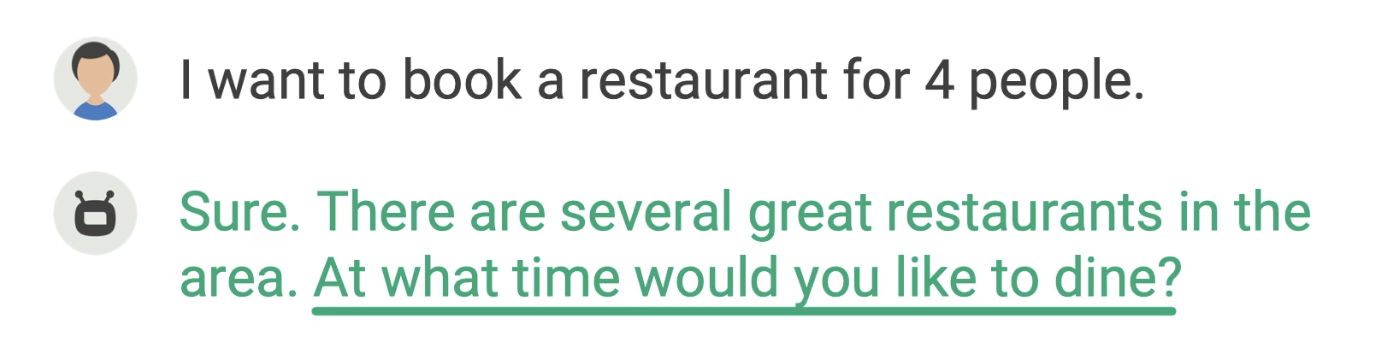 I want to book a restaurant for 4 people.
Sure. There are several great restaurants in the
area. At what time would you like to dine?